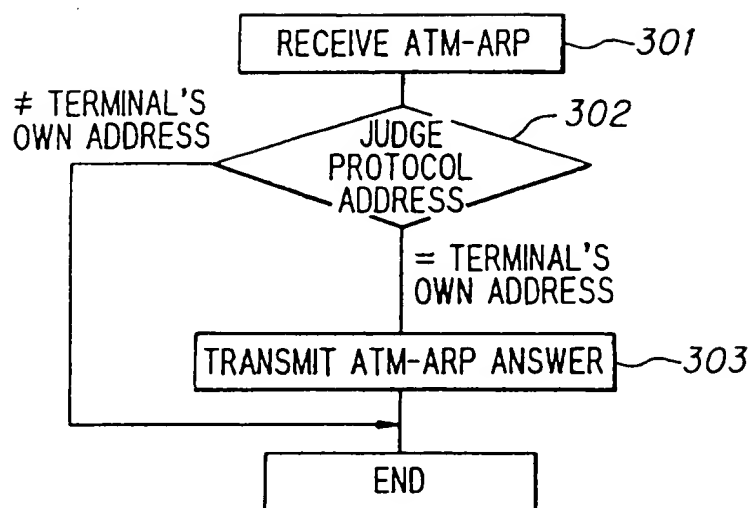 RECEIVE ATM-ARP
301
≠ TERMINAL'S
OWN ADDRESS
302
JUDGE
PROTOCOL
ADDRESS
= TERMINAL'S
OWN ADDRESS
TRANSMIT ATM-ARP ANSWER
303
END